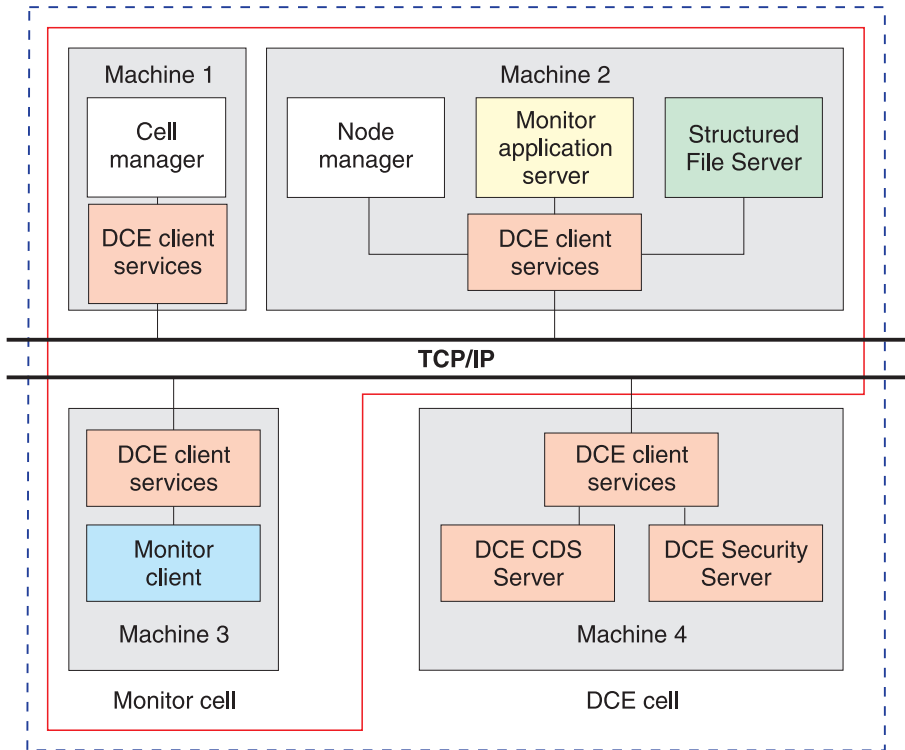 Machine 1
Cell
manager
DCE client
services
Machine 2
Node
manager
Monitor
application
server
Structured
File Server
DCE client
services
TCP/IP
DCE client
services
Monitor
client
Machine 3
Monitor cell
DCE client
services
DCE CDS
Server
DCE Security
Server
Machine 4
DCE cell